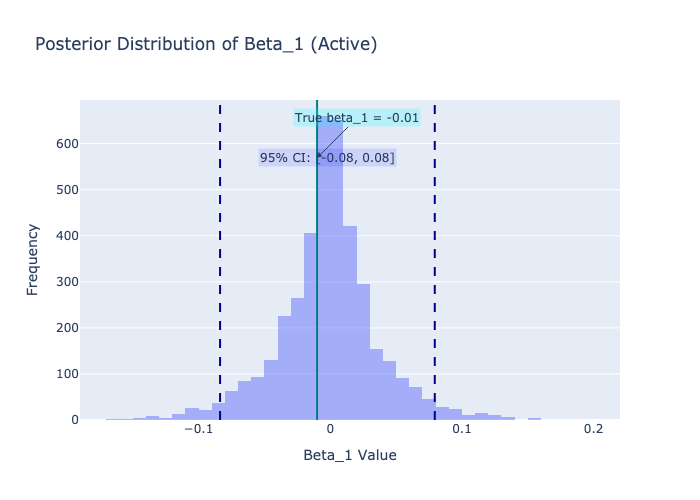 Posterior Distribution of Beta_1 (Active)
True beta_1 = -0.01
95% CI: [-0.08, 0.08]
600
500
400
300
200
100
0
Frequency
−0.1
0
0.1
0.2
Beta_1 Value